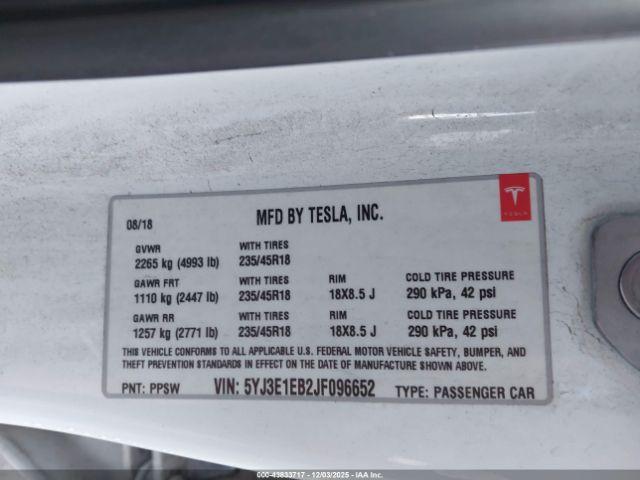 08/18 MFD BY TESLA, INC.
TESLA
GVWR WITH TIRES
2265 kg (4993 lb) 235/45R18
GAWR FRT WITH TIRES RIM COLD TIRE PRESSURE
1110 kg (2447 lb) 235/45R18 18X8.5 J 290 kPa, 42 psi
GAWR RR WITH TIRES RIM COLD TIRE PRESSURE
1257 kg (2771 lb) 235/45R18 18X8.5 J 290 kPa, 42 psi
THIS VEHICLE CONFORMS TO ALL APPLICABLE U.S. FEDERAL MOTOR VEHICLE SAFETY, BUMPER, AND
THEFT PREVENTION STANDARDS IN EFFECT ON THE DATE OF MANUFACTURE SHOWN ABOVE.
PNT: PPSW VIN: 5YJ3E1EB2JF096652 TYPE: PASSENGER CAR
000-43833717 - 12/03/2025 - IAA, Inc.